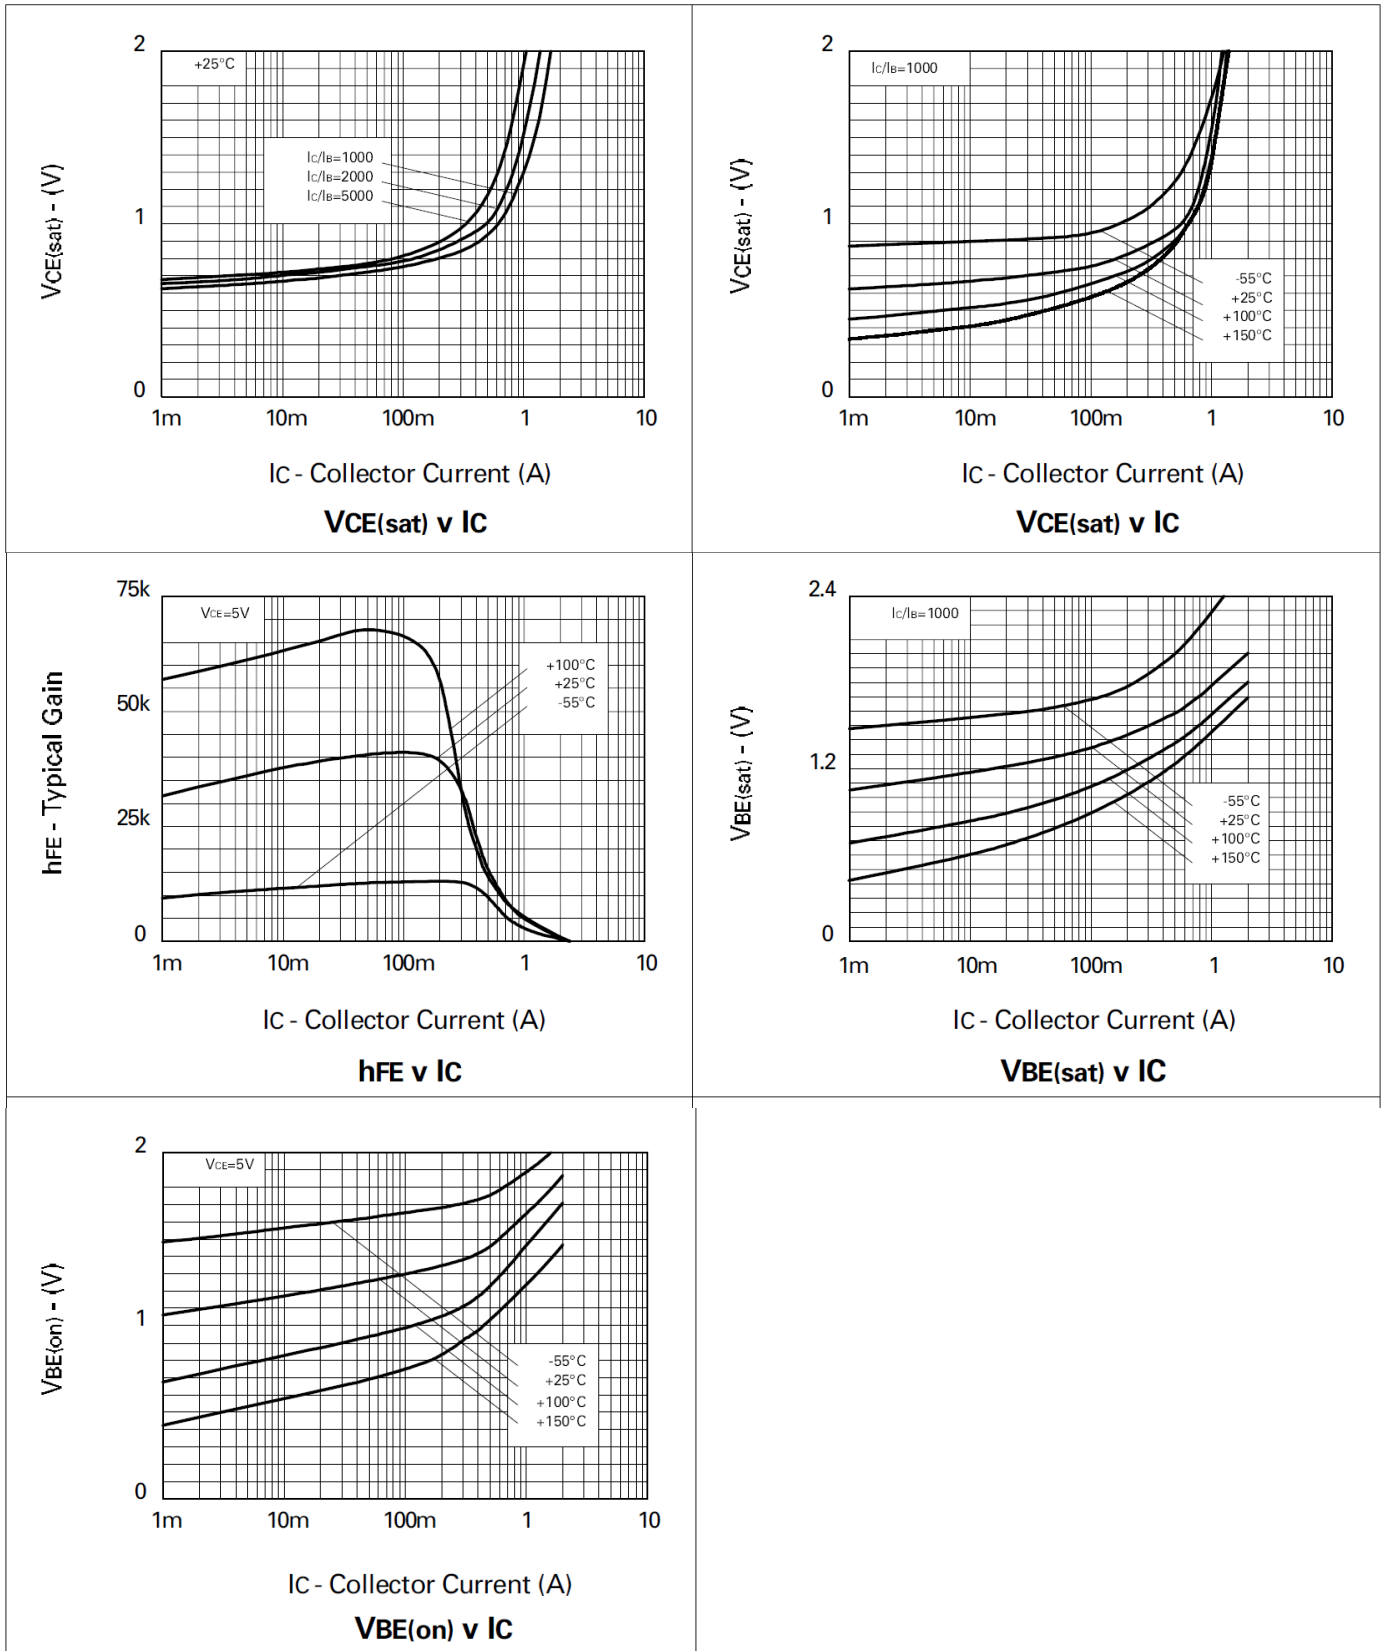 2
+25°C
IC/IB=1000
IC/IB=2000
IC/IB=5000
VCE(sat) - (V)
1
0
1m 10m 100m 1 10
IC - Collector Current (A)
VCE(sat) v IC
2
IC/IB=1000
VCE(sat) - (V)
1
-55°C
+25°C
+100°C
+150°C
0
1m 10m 100m 1 10
IC - Collector Current (A)
VCE(sat) v IC
75k
VCE=5V
+100°C
+25°C
-55°C
50k
hFE - Typical Gain
25k
0
1m 10m 100m 1 10
IC - Collector Current (A)
hFE v IC
2.4
IC/IB=1000
VBE(sat) - (V)
1.2
-55°C
+25°C
+100°C
+150°C
0
1m 10m 100m 1 10
IC - Collector Current (A)
VBE(sat) v IC
2
VCE=5V
1
VBE(on) - (V)
-55°C
+25°C
+100°C
+150°C
0
1m 10m 100m 1 10
IC - Collector Current (A)
VBE(on) v IC